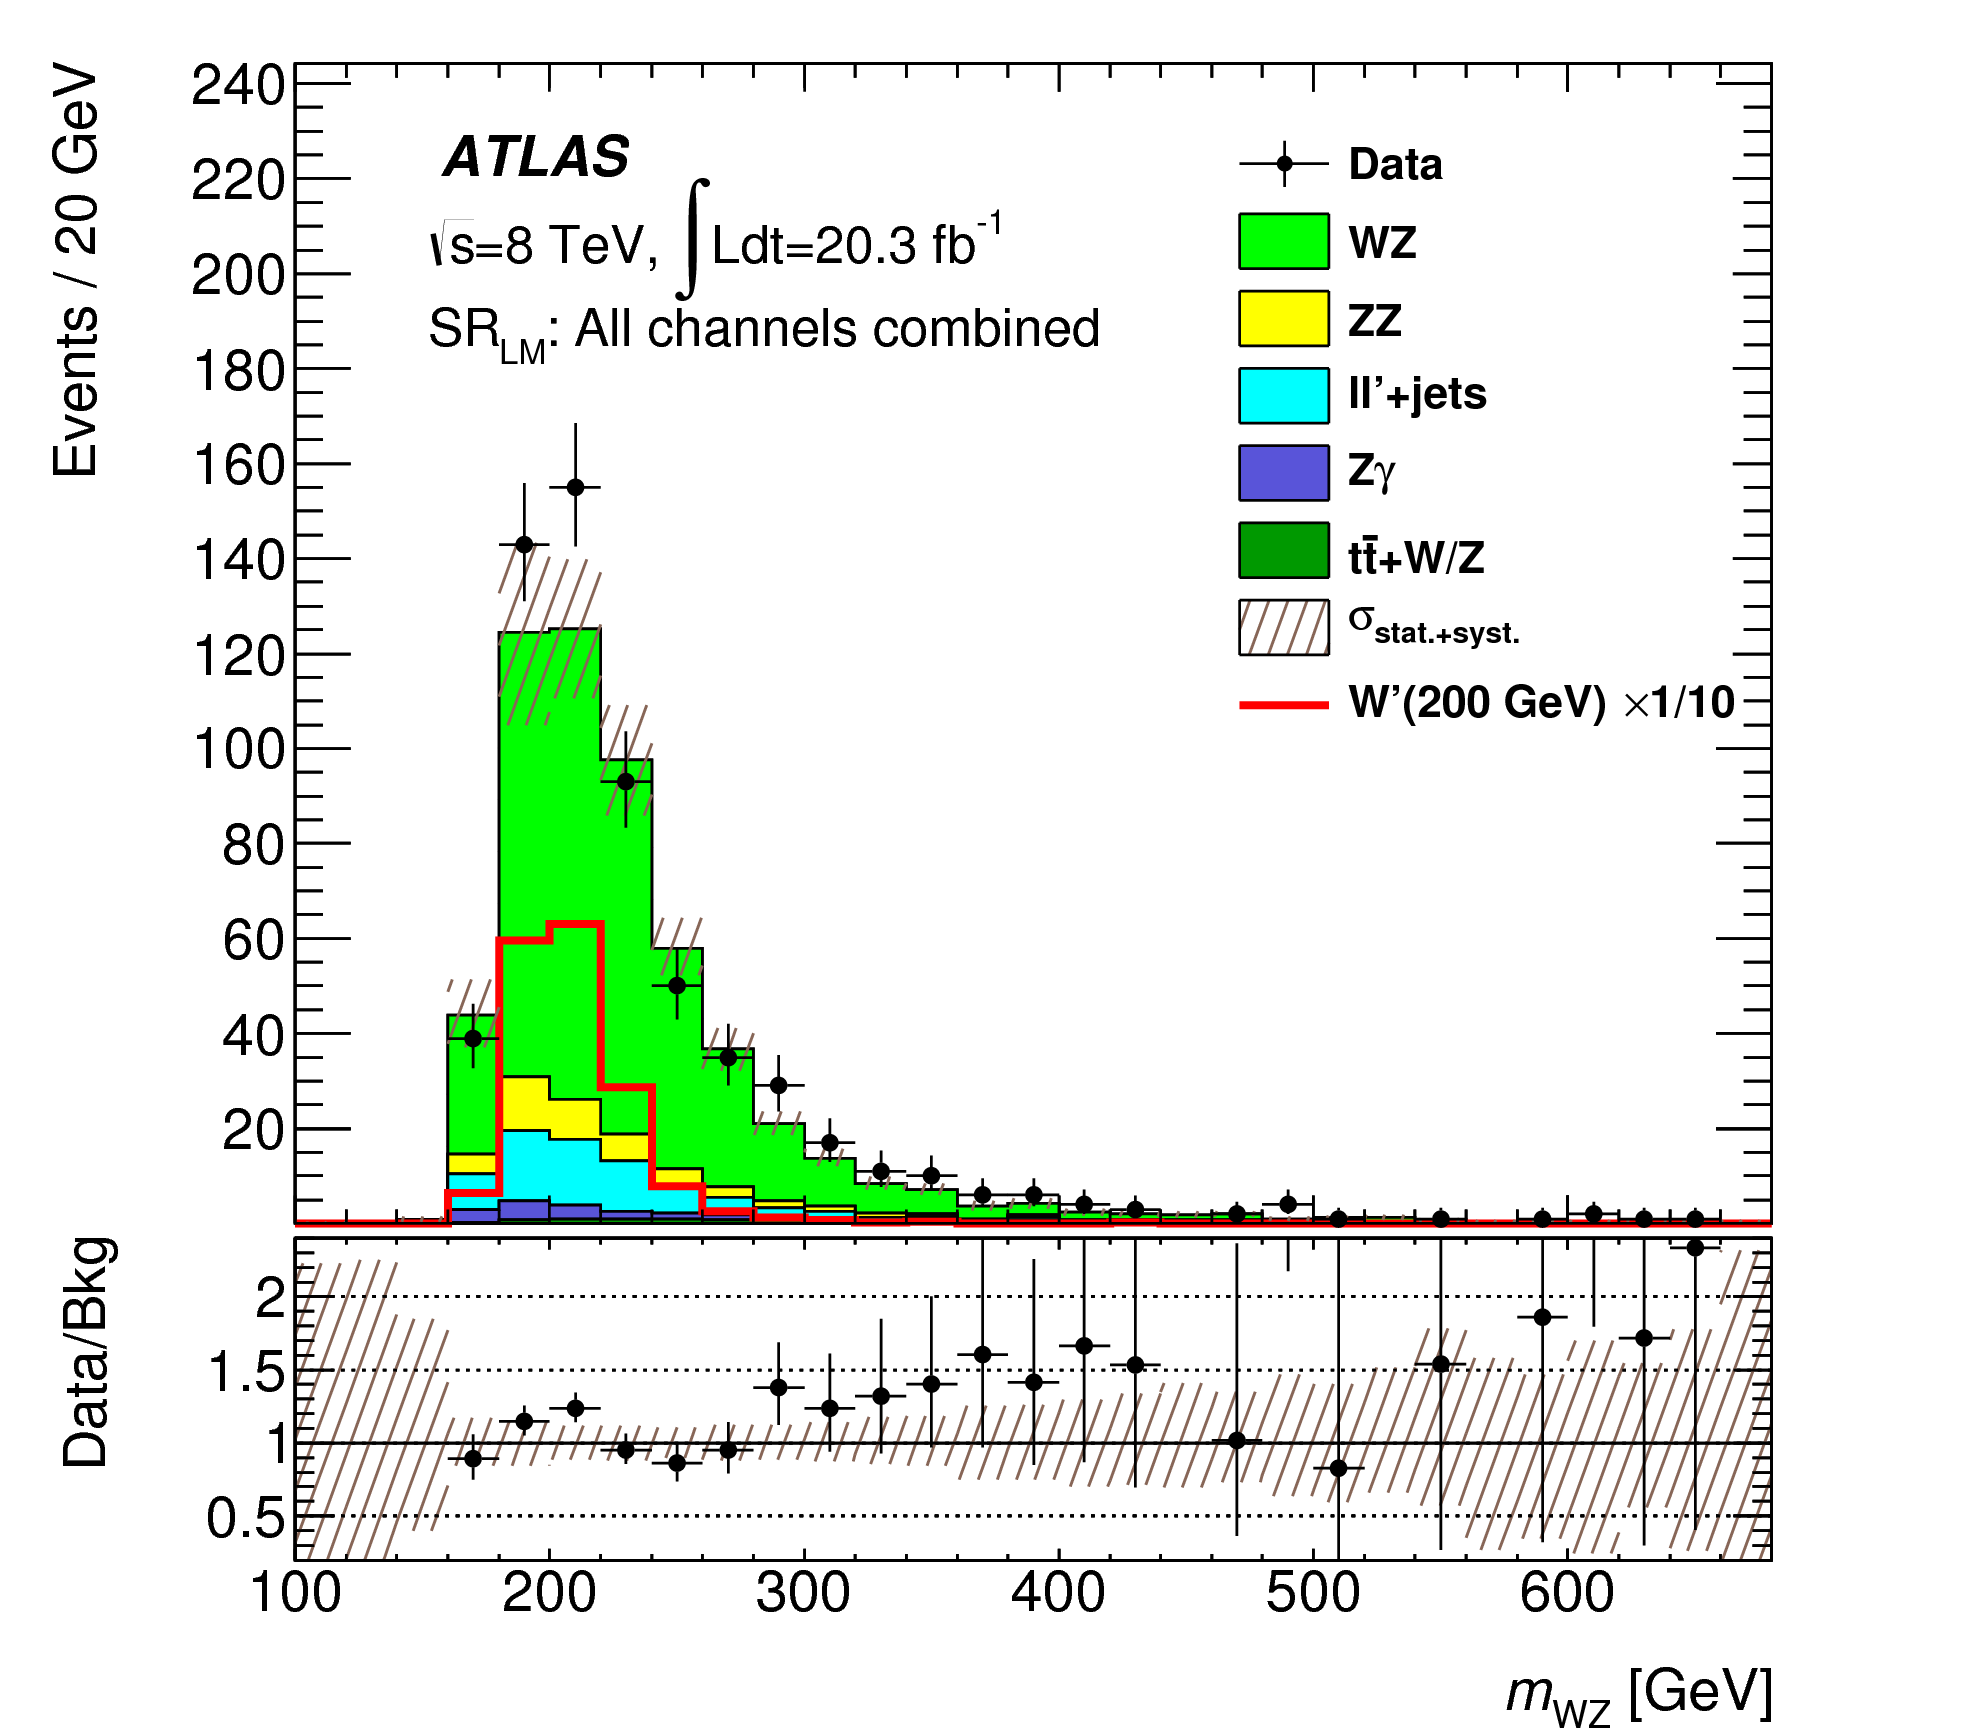 Events / 20 GeV
240
220
200
180
160
140
120
100
80
60
40
20
ATLAS
√s=8 TeV, ∫Ldt=20.3 fb⁻¹
SR_LM: All channels combined
Data
WZ
ZZ
ll’+jets
Zγ
tt̄+W/Z
σ_stat.+syst.
W’(200 GeV) ×1/10
Data/Bkg
2
1.5
1
0.5
100 200 300 400 500 600
m_WZ [GeV]